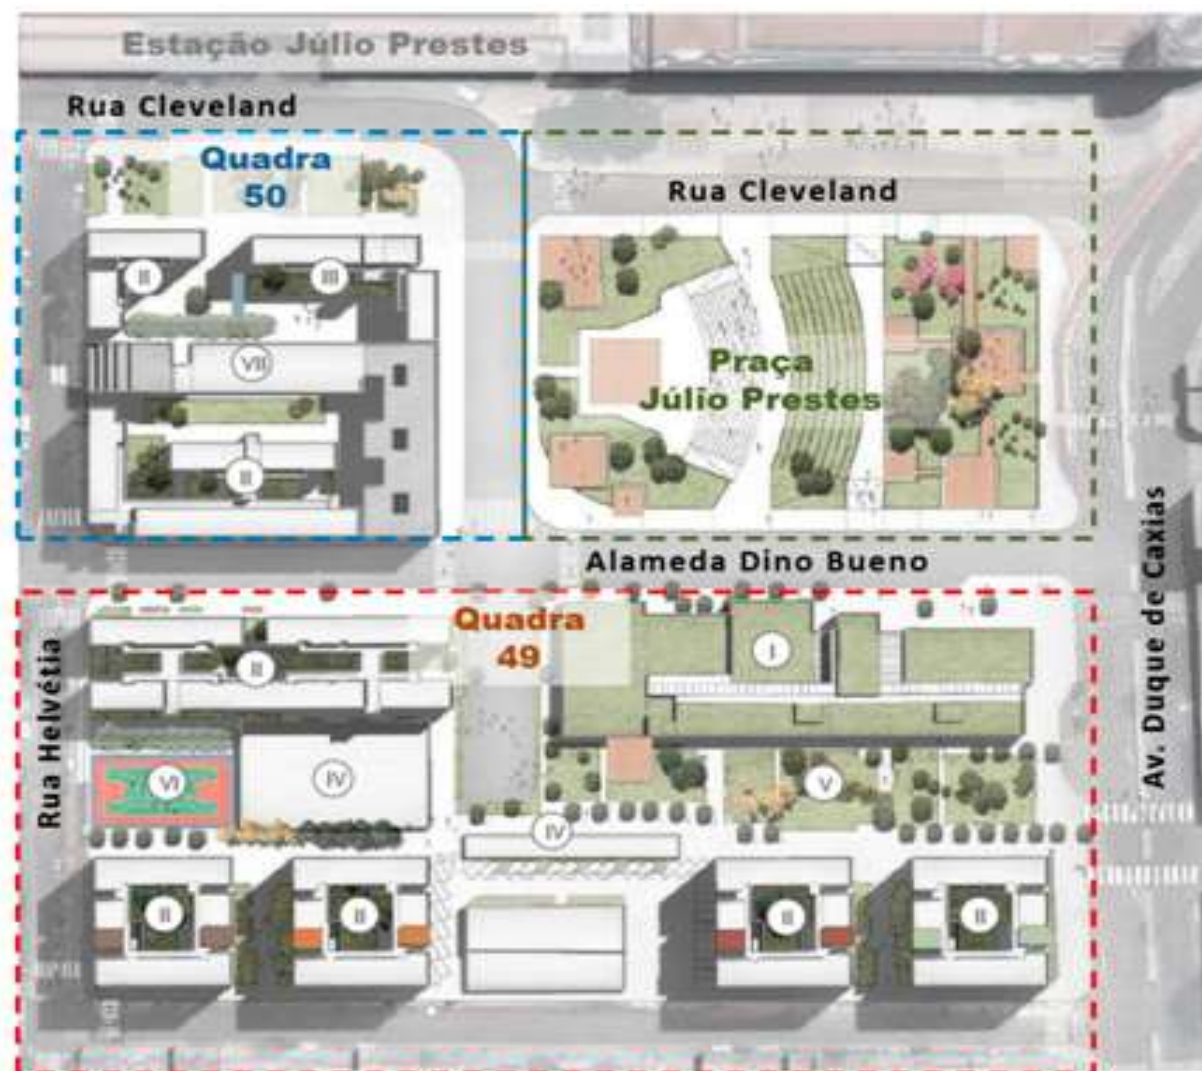 Estação Júlio Prestes
Rua Cleveland
Quadra
50
Rua Cleveland
II
III
VII
Praça
Júlio Prestes
II
Alameda Dino Bueno
Av. Duque de Caxias
Quadra
49
Rua Helvétia
II
I
VI
IV
V
IV
II
II
II
II